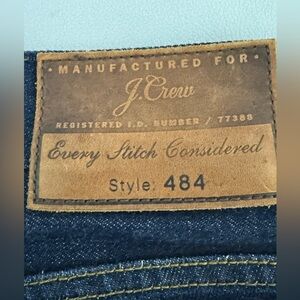 · MANUFACTURED FOR ·
J.Crew
REGISTERED I.D. NUMBER / 77388
Every Stitch Considered
Style: 484